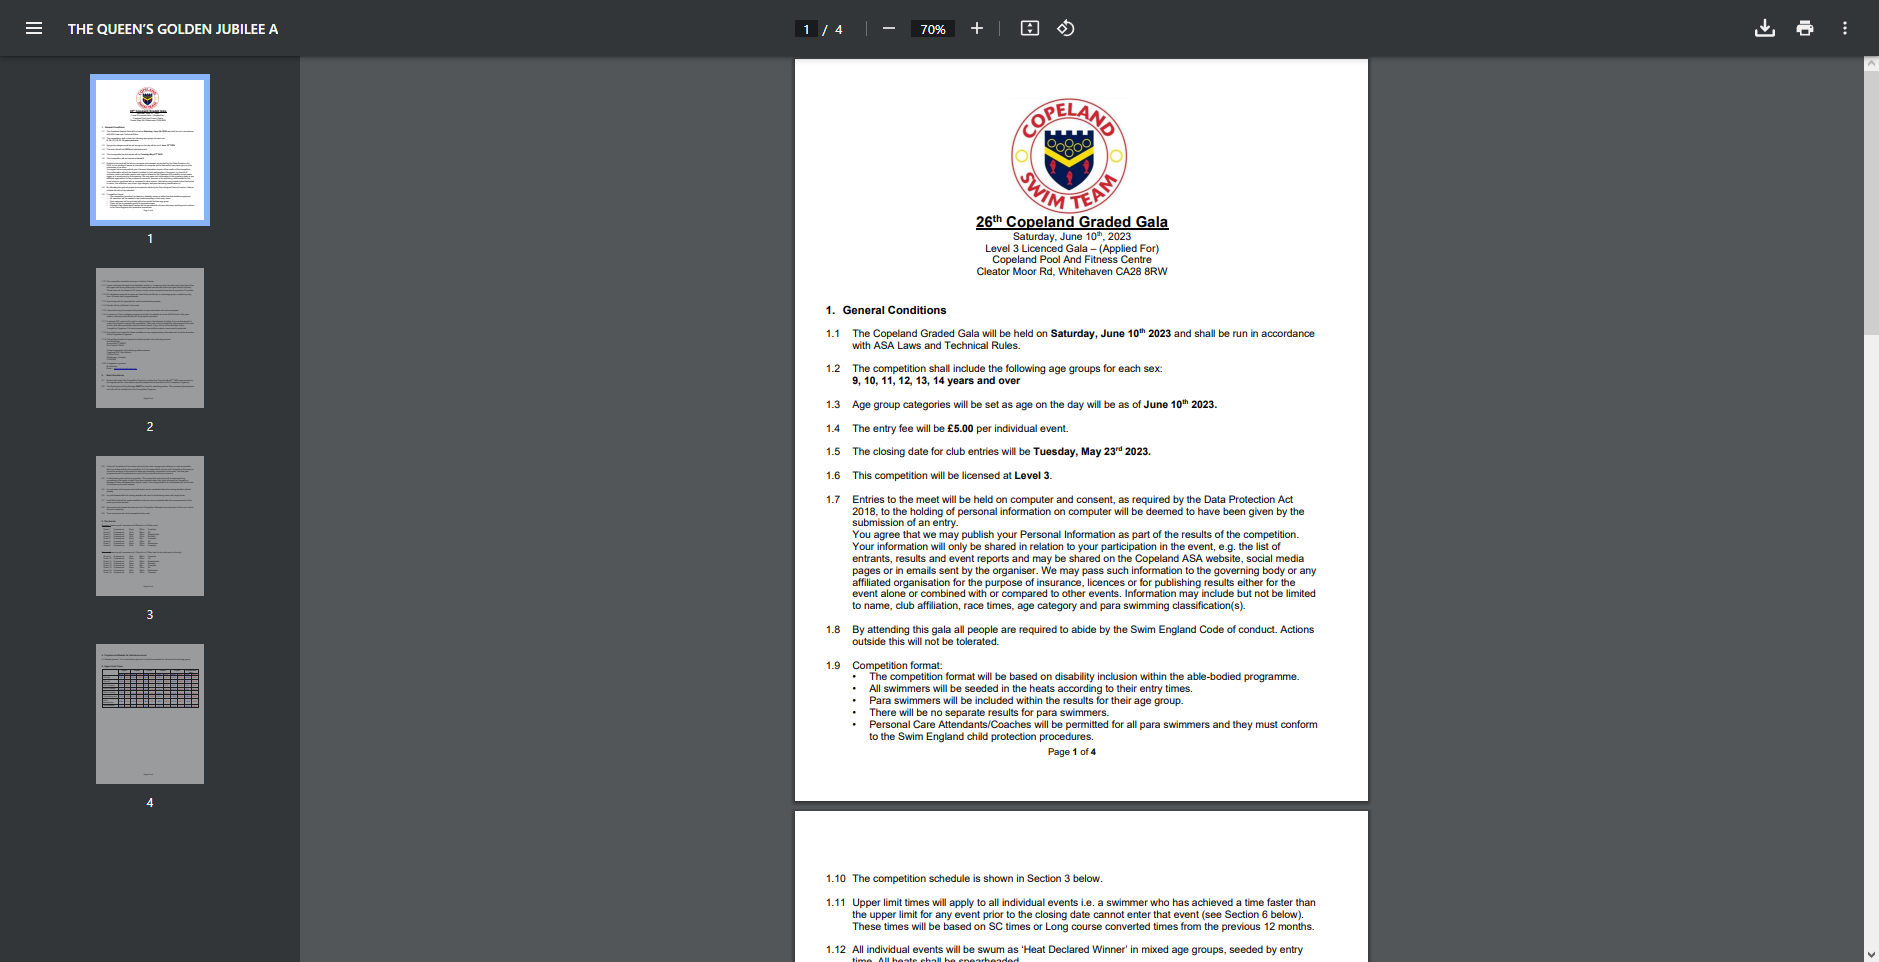 THE QUEEN'S GOLDEN JUBILEE A
1 / 4
70%
1
2
3
4
COPELAND
SWIM TEAM
26th Copeland Graded Gala
Saturday, June 10th, 2023
Level 3 Licenced Gala – (Applied For)
Copeland Pool And Fitness Centre
Cleator Moor Rd, Whitehaven CA28 8RW
1. General Conditions
1.1 The Copeland Graded Gala will be held on Saturday, June 10th 2023 and shall be run in accordance
with ASA Laws and Technical Rules.
1.2 The competition shall include the following age groups for each sex:
9, 10, 11, 12, 13, 14 years and over
1.3 Age group categories will be set as age on the day will be as of June 10th 2023.
1.4 The entry fee will be £5.00 per individual event.
1.5 The closing date for club entries will be Tuesday, May 23rd 2023.
1.6 This competition will be licensed at Level 3.
1.7 Entries to the meet will be held on computer and consent, as required by the Data Protection Act
2018, to the holding of personal information on computer will be deemed to have been given by the
submission of an entry.
You agree that we may publish your Personal Information as part of the results of the competition.
Your information will only be shared in relation to your participation in the event, e.g. the list of
entrants, results and event reports and may be shared on the Copeland ASA website, social media
pages or in emails sent by the organiser. We may pass such information to the governing body or any
affiliated organisation for the purpose of insurance, licences or for publishing results either for the
event alone or combined with or compared to other events. Information may include but not be limited
to name, club affiliation, race times, age category and para swimming classification(s).
1.8 By attending this gala all people are required to abide by the Swim England Code of conduct. Actions
outside this will not be tolerated.
1.9 Competition format:
• The competition format will be based on disability inclusion within the able-bodied programme.
• All swimmers will be seeded in the heats according to their entry times.
• Para swimmers will be included within the results for their age group.
• There will be no separate results for para swimmers.
• Personal Care Attendants/Coaches will be permitted for all para swimmers and they must conform
to the Swim England child protection procedures.
Page 1 of 4
1.10 The competition schedule is shown in Section 3 below.
1.11 Upper limit times will apply to all individual events i.e. a swimmer who has achieved a time faster than
the upper limit for any event prior to the closing date cannot enter that event (see Section 6 below).
These times will be based on SC times or Long course converted times from the previous 12 months.
1.12 All individual events will be swum as 'Heat Declared Winner' in mixed age groups, seeded by entry
time. All heats shall be spearheaded.